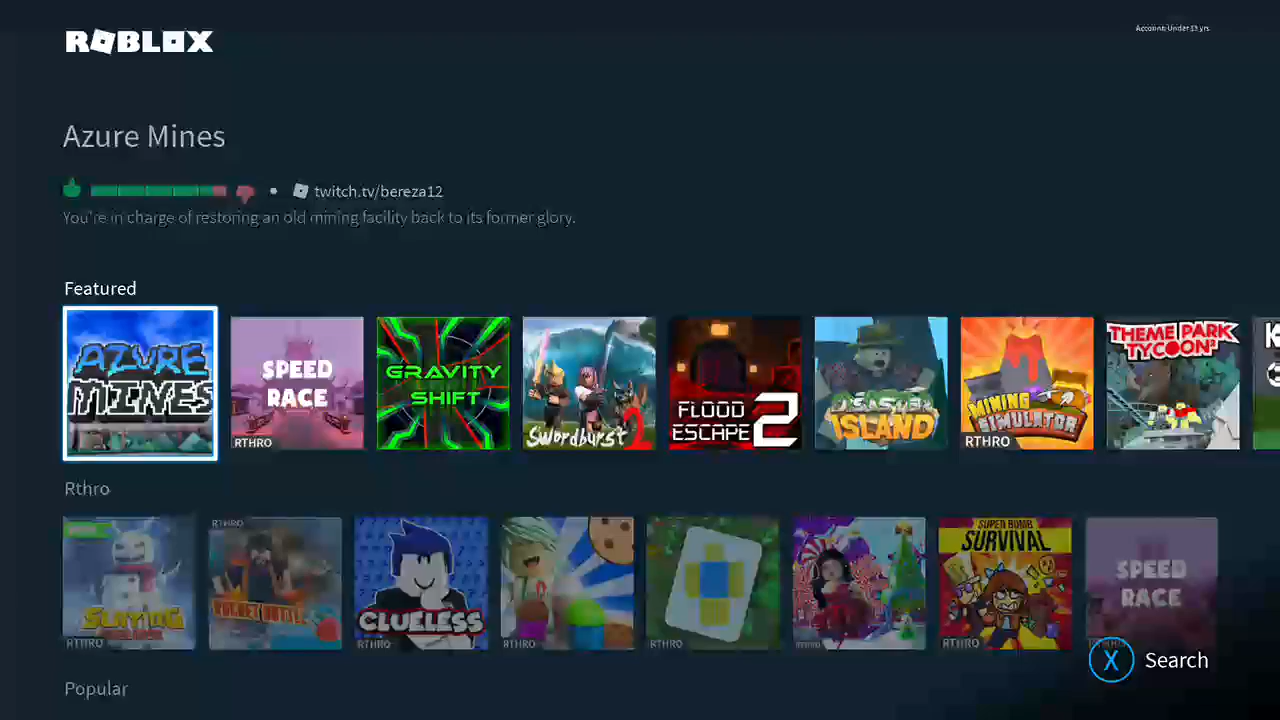 ROBLOX
Account: Under 13 yrs
Azure Mines
twitch.tv/bereza12
You're in charge of restoring an old mining facility back to its former glory.
Featured
AZURE
MINES
SPEED
RACE
RTHRO
GRAVITY
SHIFT
Swordburst 2
FLOOD
ESCAPE 2
TREASURE
ISLAND
MINING
SIMULATOR
RTHRO
THEME PARK
TYCOON 2
Rthro
SLAYING
RTHRO
RTHRO
CLUELESS
RTHRO
RTHRO
RTHRO
RTHRO
SUPER BOMB
SURVIVAL
RTHRO
SPEED
RACE
X
Search
Popular